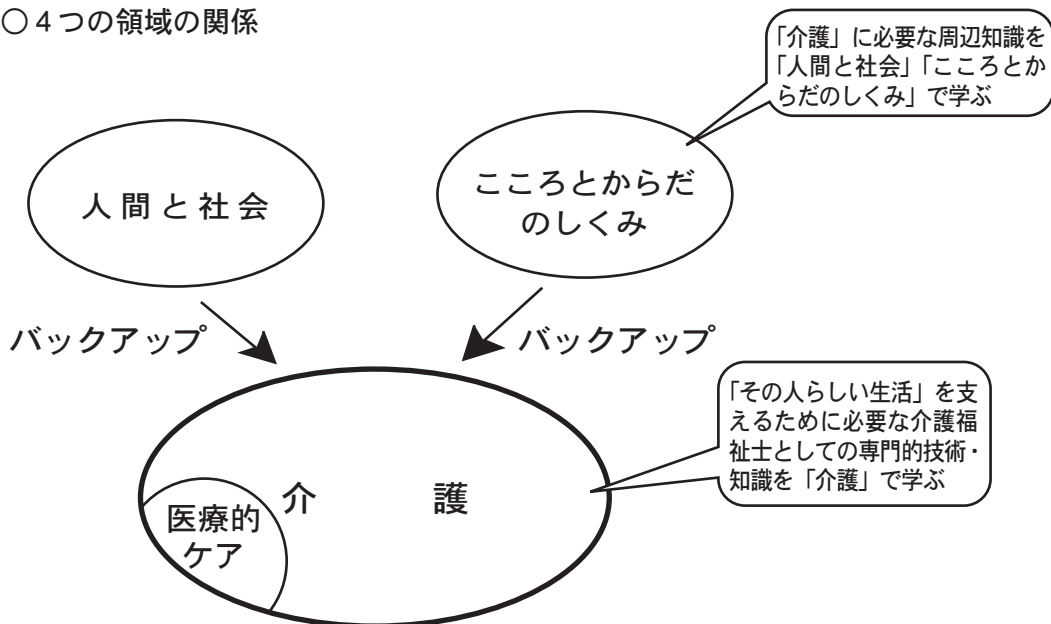 ○４つの領域の関係
「介護」に必要な周辺知識を
「人間と社会」「こころとか
らだのしくみ」で学ぶ
人間と社会
こころとからだ
のしくみ
バックアップ
バックアップ
「その人らしい生活」を支
えるために必要な介護福
祉士としての専門的技術・
知識を「介護」で学ぶ
介護
医療的
ケア